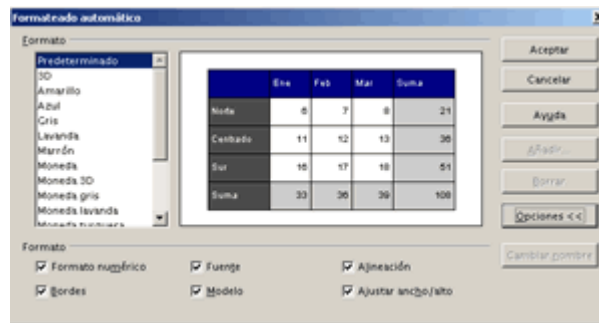 Formateado automático
Formato
Predeterminado
3D
Amarillo
Azul
Gris
Lavanda
Marrón
Moneda
Moneda 3D
Moneda gris
Moneda lavanda
Moneda turquesa
Ene Feb Mar Suma
Norte 6 7 8 21
Centrado 11 12 13 36
Sur 16 17 18 51
Suma 33 36 39 108
Aceptar
Cancelar
Ayuda
Añadir...
Borrar
Opciones <<
Cambiar nombre
Formato
Formato numérico Fuente Alineación
Bordes Modelo Ajustar ancho/alto